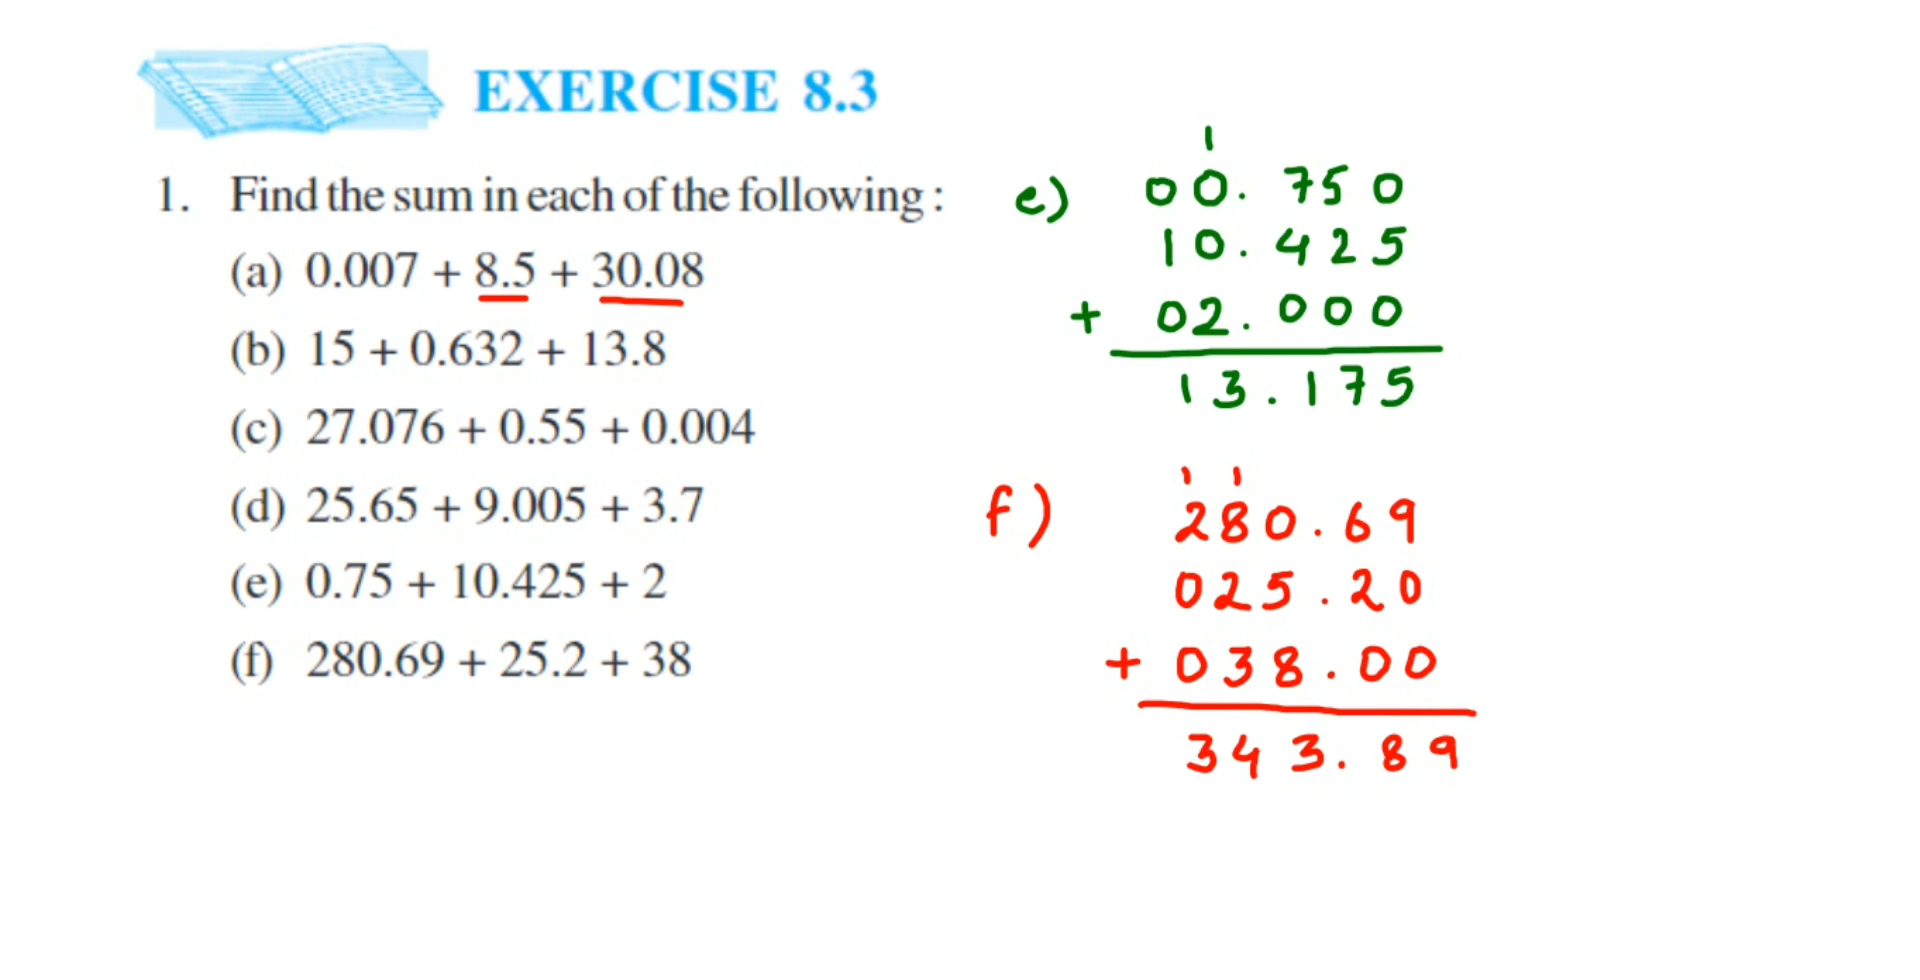 EXERCISE 8.3
1. Find the sum in each of the following :
(a) 0.007 + 8.5 + 30.08
(b) 15 + 0.632 + 13.8
(c) 27.076 + 0.55 + 0.004
(d) 25.65 + 9.005 + 3.7
(e) 0.75 + 10.425 + 2
(f) 280.69 + 25.2 + 38
1
e) 00.750
10.425
+ 02.000
13.175
1 1
f) 280.69
025.20
+ 038.00
343.89